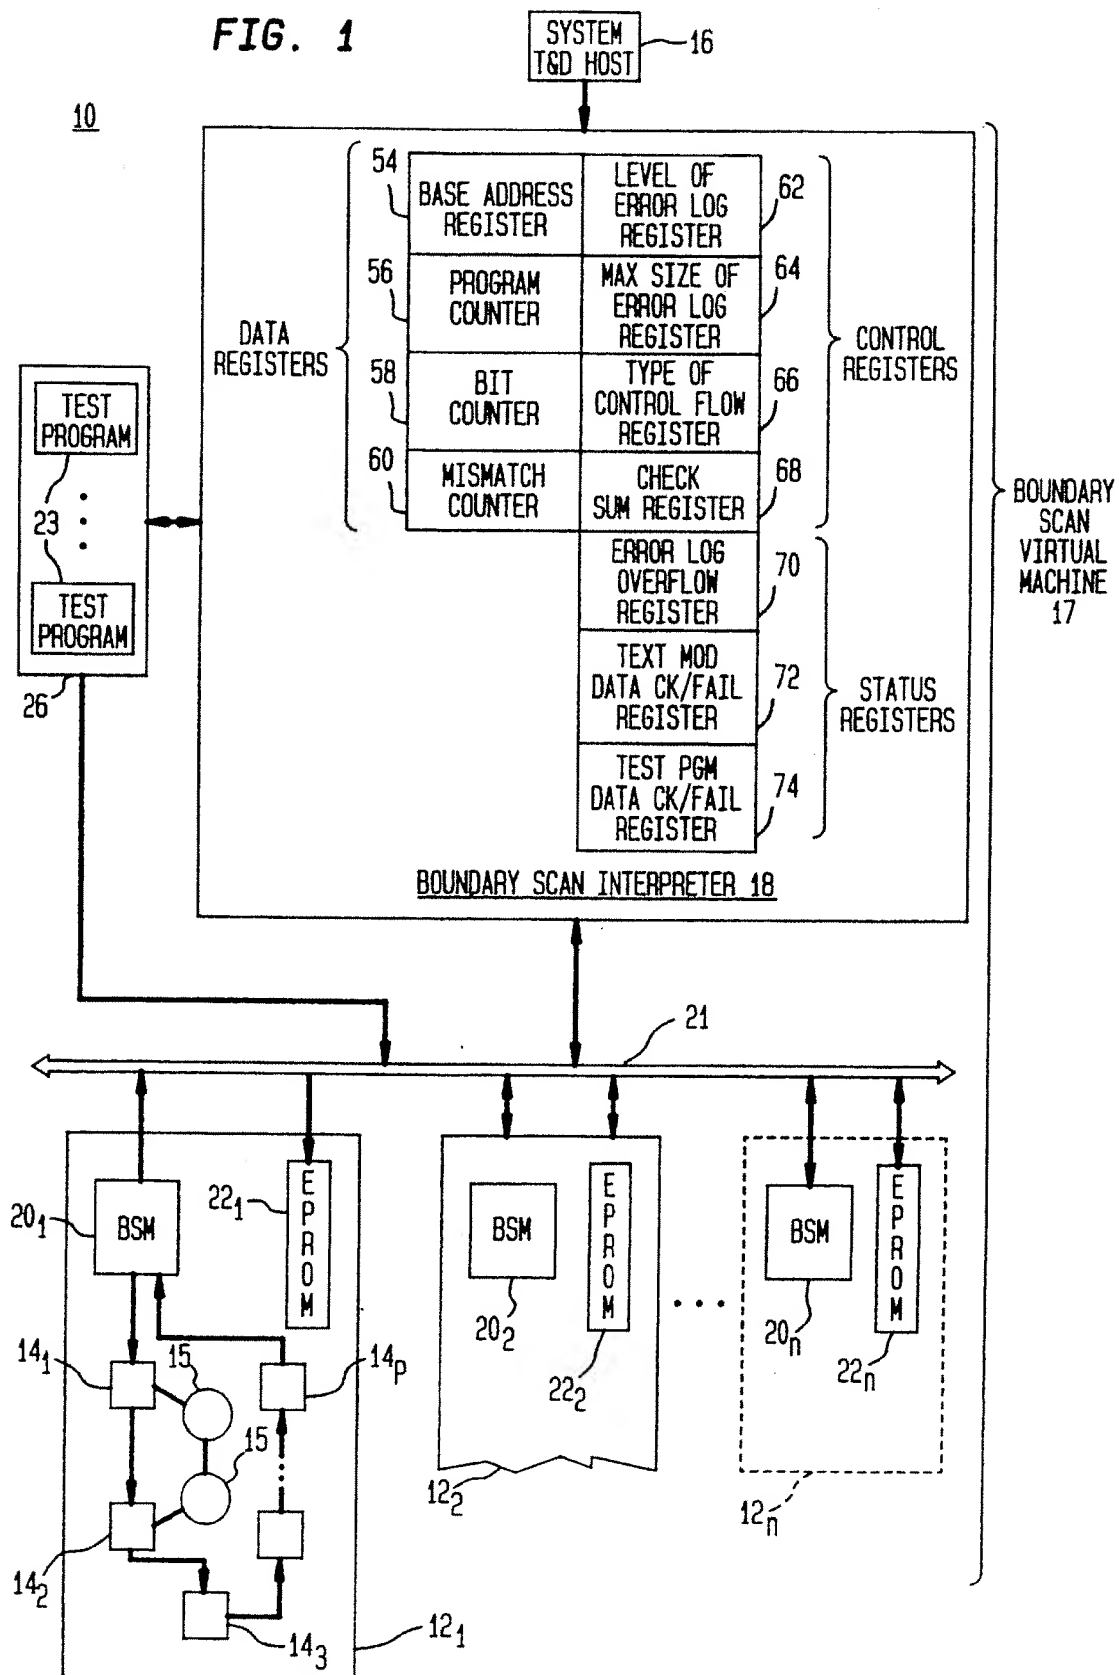 FIG. 1
SYSTEM
T&D HOST
16
10
54
BASE ADDRESS
REGISTER
LEVEL OF
ERROR LOG
REGISTER
62
56
PROGRAM
COUNTER
MAX SIZE OF
ERROR LOG
REGISTER
64
DATA
REGISTERS
CONTROL
REGISTERS
58
BIT
COUNTER
TYPE OF
CONTROL FLOW
REGISTER
66
60
MISMATCH
COUNTER
CHECK
SUM REGISTER
68
TEST
PROGRAM
23
TEST
PROGRAM
26
BOUNDARY
SCAN
VIRTUAL
MACHINE
17
ERROR LOG
OVERFLOW
REGISTER
70
TEXT MOD
DATA CK/FAIL
REGISTER
72
STATUS
REGISTERS
TEST PGM
DATA CK/FAIL
REGISTER
74
BOUNDARY SCAN INTERPRETER 18
21
20₁
BSM
22₁
EPROM
BSM
20₂
EPROM
22₂
BSM
20ₙ
EPROM
22ₙ
14₁
15
14ₚ
15
12₂
12ₙ
14₂
14₃
12₁